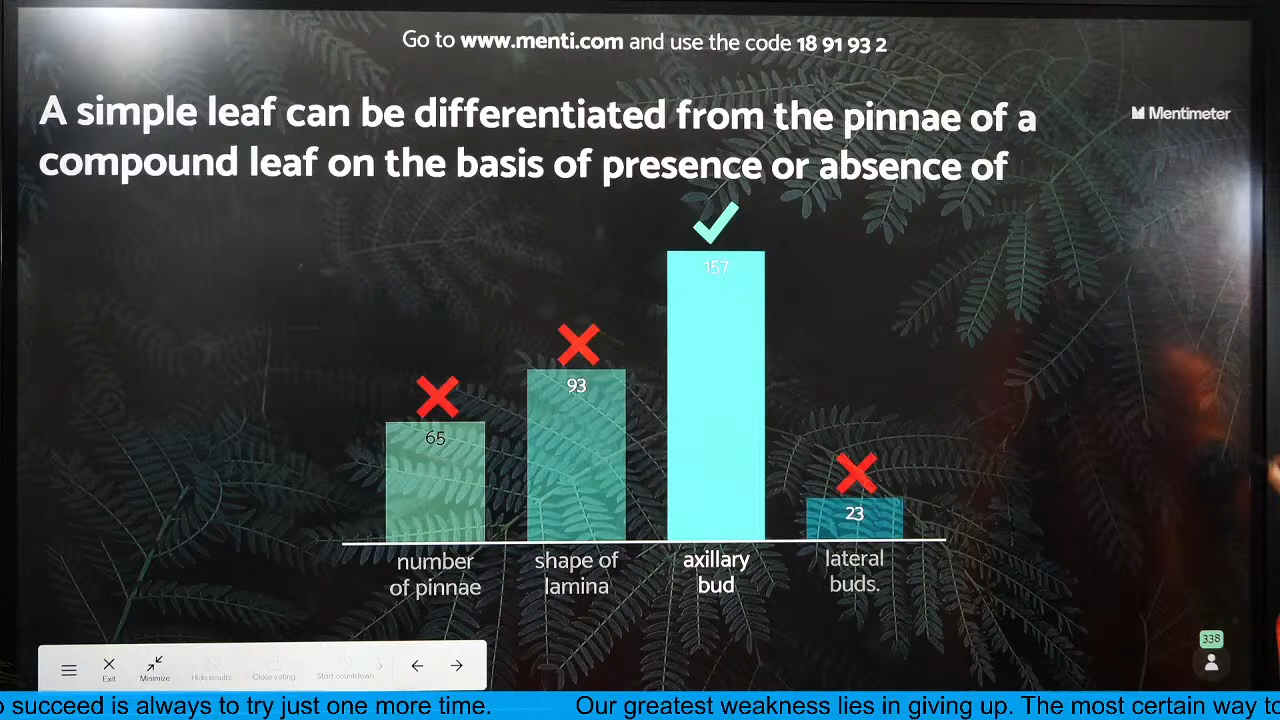 Go to www.menti.com and use the code 18 91 93 2
A simple leaf can be differentiated from the pinnae of a
compound leaf on the basis of presence or absence of
Mentimeter
157
93
65
23
number
of pinnae
shape of
lamina
axillary
bud
lateral
buds.
338
Exit
Minimize
Hide results
Close voting
Start countdown
succeed is always to try just one more time. Our greatest weakness lies in giving up. The most certain way to